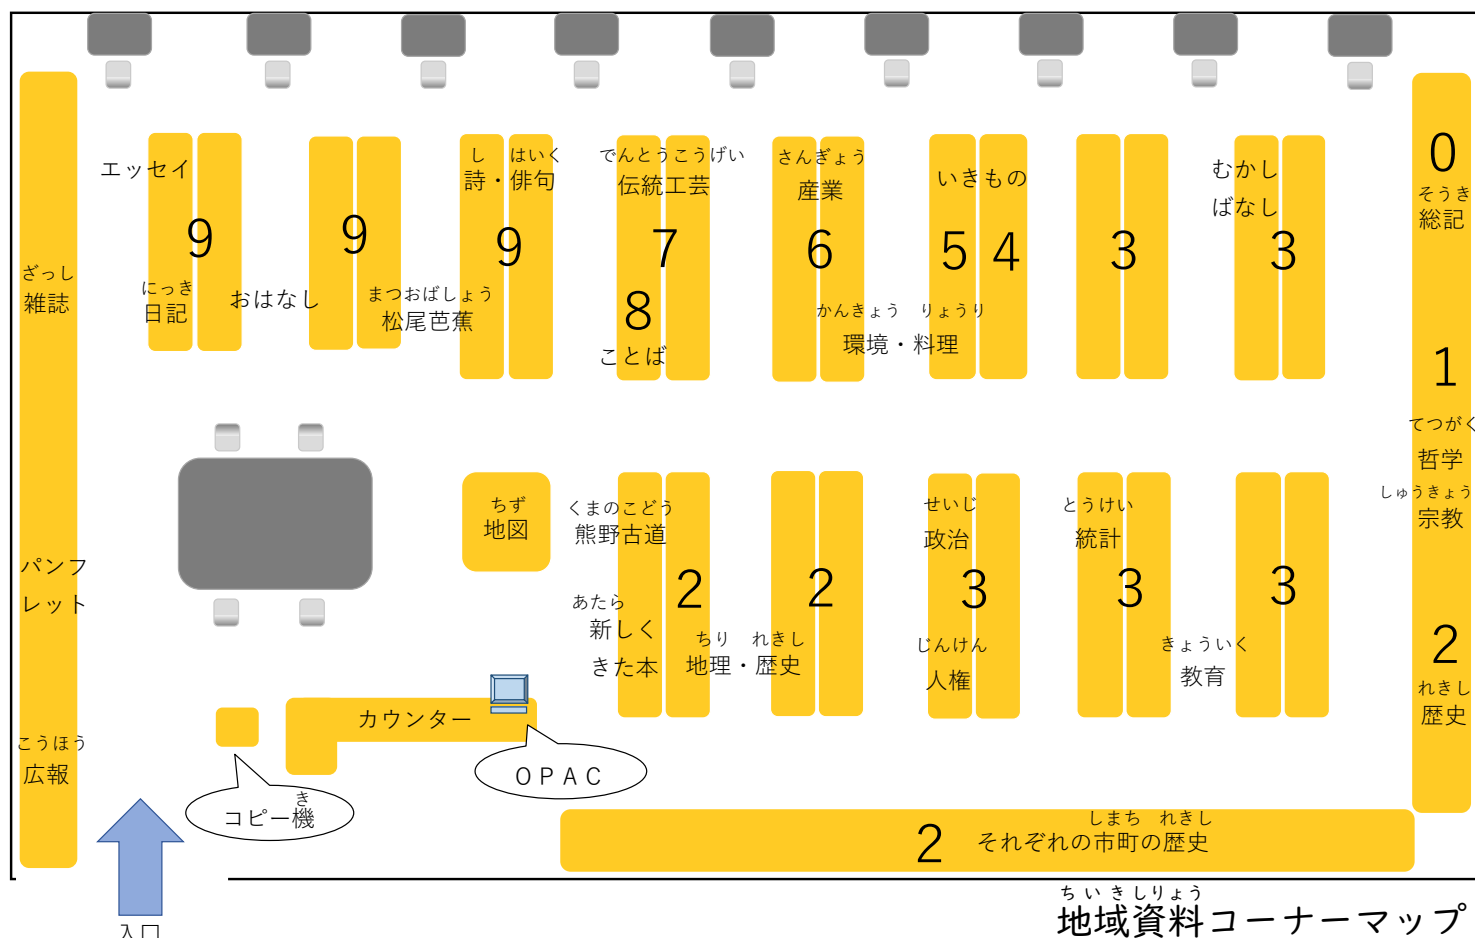 エッセイ
9
にっき
日記
おはなし
9
まつおばしょう
松尾芭蕉
し はいく
詩・俳句
9
でんとうこうげい
伝統工芸
7
8
ことば
さんぎょう
産業
6
かんきょう りょうり
環境・料理
いきもの
5 4
3
むかし
ばなし
3
0
そうき
総記
1
てつがく
哲学
しゅうきょう
宗教
2
れきし
歴史
ざっし
雑誌
パンフ
レット
こうほう
広報
ちず
地図
くまのこどう
熊野古道
2
あたら
新しく
きた本
ちり れきし
地理・歴史
2
せいじ
政治
3
じんけん
人権
とうけい
統計
3
きょういく
教育
3
カウンター
OPAC
き
コピー機
しまち れきし
2 それぞれの市町の歴史
入口
ちいきしりょう
地域資料コーナーマップ